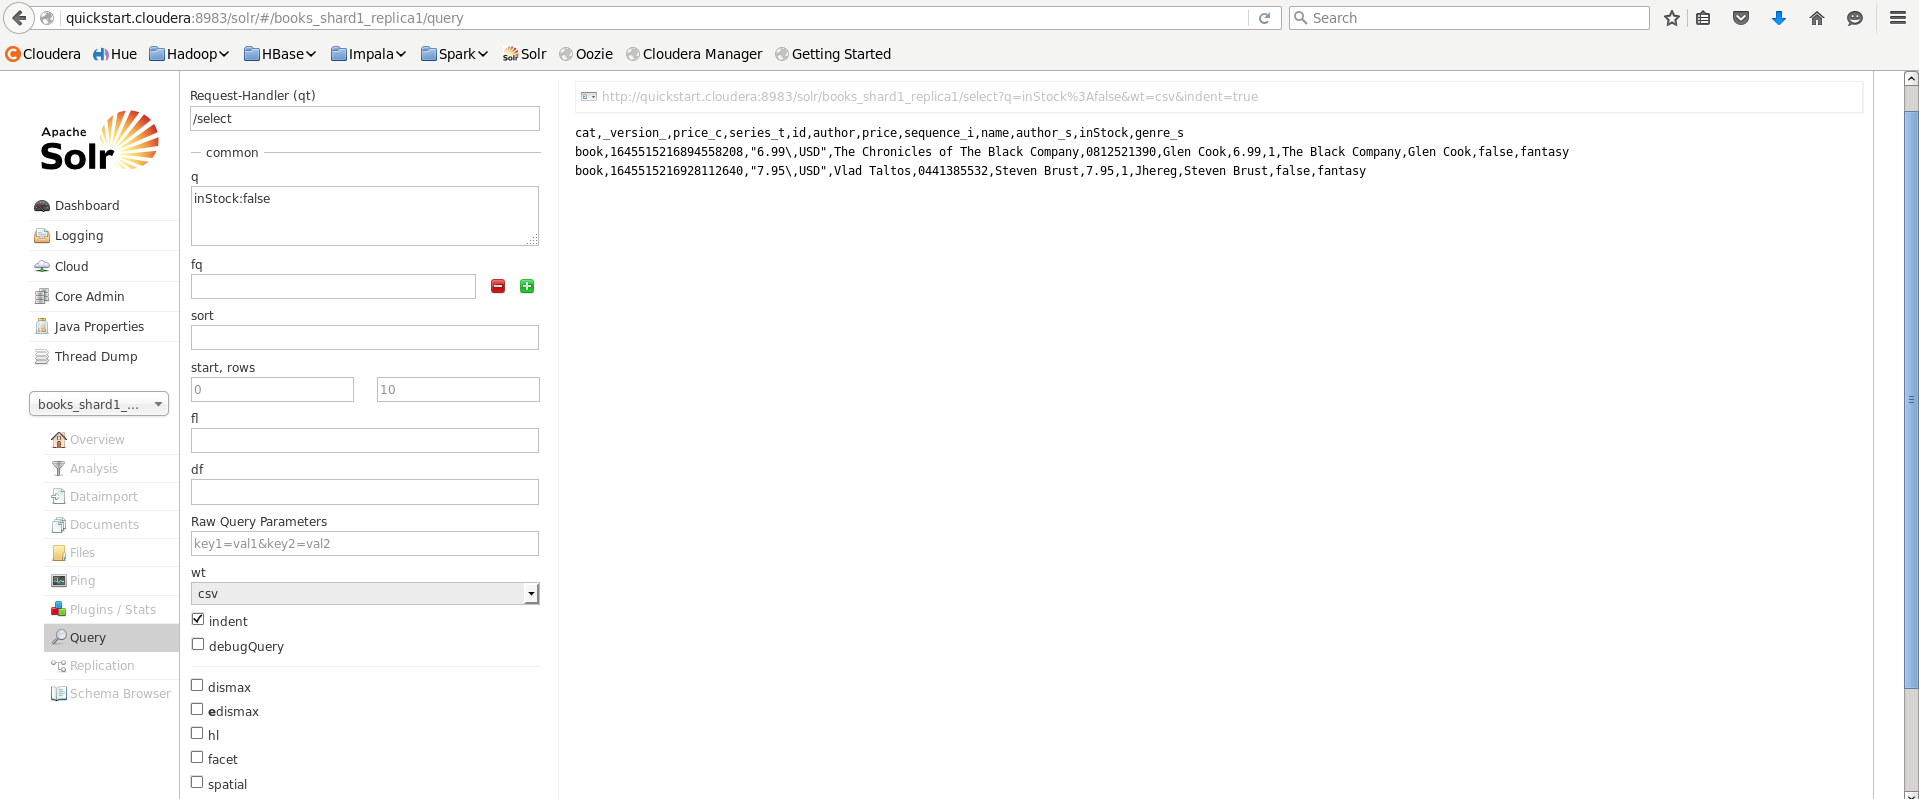 quickstart.cloudera:8983/solr/#/books_shard1_replica1/query
Search
Cloudera Hue Hadoop HBase Impala Spark Solr Oozie Cloudera Manager Getting Started
Apache
Solr
Dashboard
Logging
Cloud
Core Admin
Java Properties
Thread Dump
books_shard1_...
Overview
Analysis
Dataimport
Documents
Files
Ping
Plugins / Stats
Query
Replication
Schema Browser
Request-Handler (qt)
/select
common
q
inStock:false
fq
sort
start, rows
0 10
fl
df
Raw Query Parameters
key1=val1&key2=val2
wt
csv
indent
debugQuery
dismax
edismax
hl
facet
spatial
http://quickstart.cloudera:8983/solr/books_shard1_replica1/select?q=inStock%3Afalse&wt=csv&indent=true
cat,_version_,price_c,series_t,id,author,price,sequence_i,name,author_s,inStock,genre_s
book,1645515216894558208,"6.99\,USD",The Chronicles of The Black Company,0812521390,Glen Cook,6.99,1,The Black Company,Glen Cook,false,fantasy
book,1645515216928112640,"7.95\,USD",Vlad Taltos,0441385532,Steven Brust,7.95,1,Jhereg,Steven Brust,false,fantasy